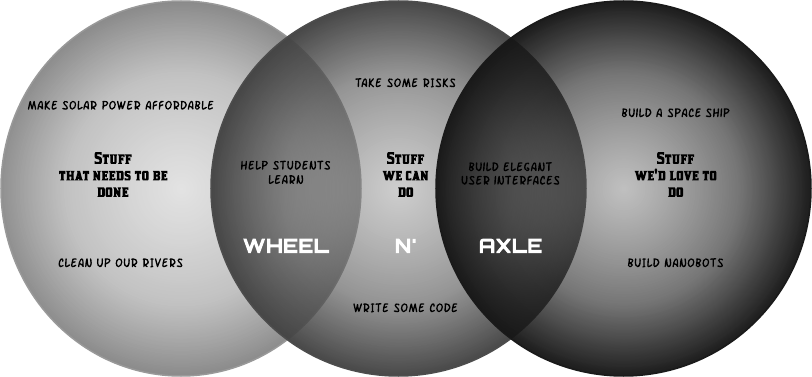 MAKE SOLAR POWER AFFORDABLE
STUFF
THAT NEEDS TO BE
DONE
CLEAN UP OUR RIVERS
HELP STUDENTS
LEARN
WHEEL
TAKE SOME RISKS
STUFF
WE CAN
DO
N'
WRITE SOME CODE
BUILD ELEGANT
USER INTERFACES
AXLE
BUILD A SPACE SHIP
STUFF
WE'D LOVE TO
DO
BUILD NANOBOTS